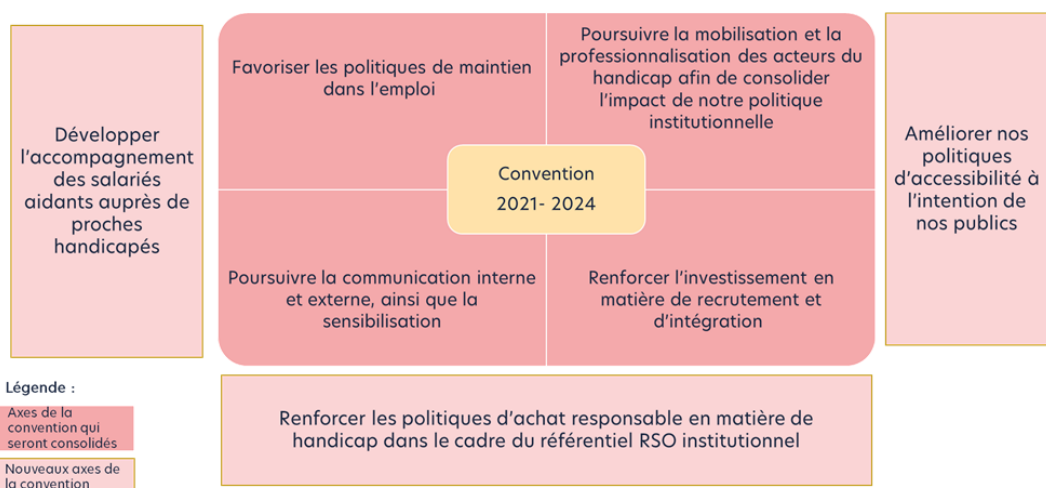 Développer
l'accompagnement
des salariés
aidants auprès de
proches
handicapés
Favoriser les politiques de maintien
dans l'emploi
Poursuivre la mobilisation et la
professionnalisation des acteurs du
handicap afin de consolider
l'impact de notre politique
institutionnelle
Convention
2021- 2024
Poursuivre la communication interne
et externe, ainsi que la
sensibilisation
Renforcer l'investissement en
matière de recrutement et
d'intégration
Améliorer nos
politiques
d'accessibilité à
l'intention de
nos publics
Renforcer les politiques d'achat responsable en matière de
handicap dans le cadre du référentiel RSO institutionnel
Légende :
Axes de la
convention qui
seront consolidés
Nouveaux axes de
la convention